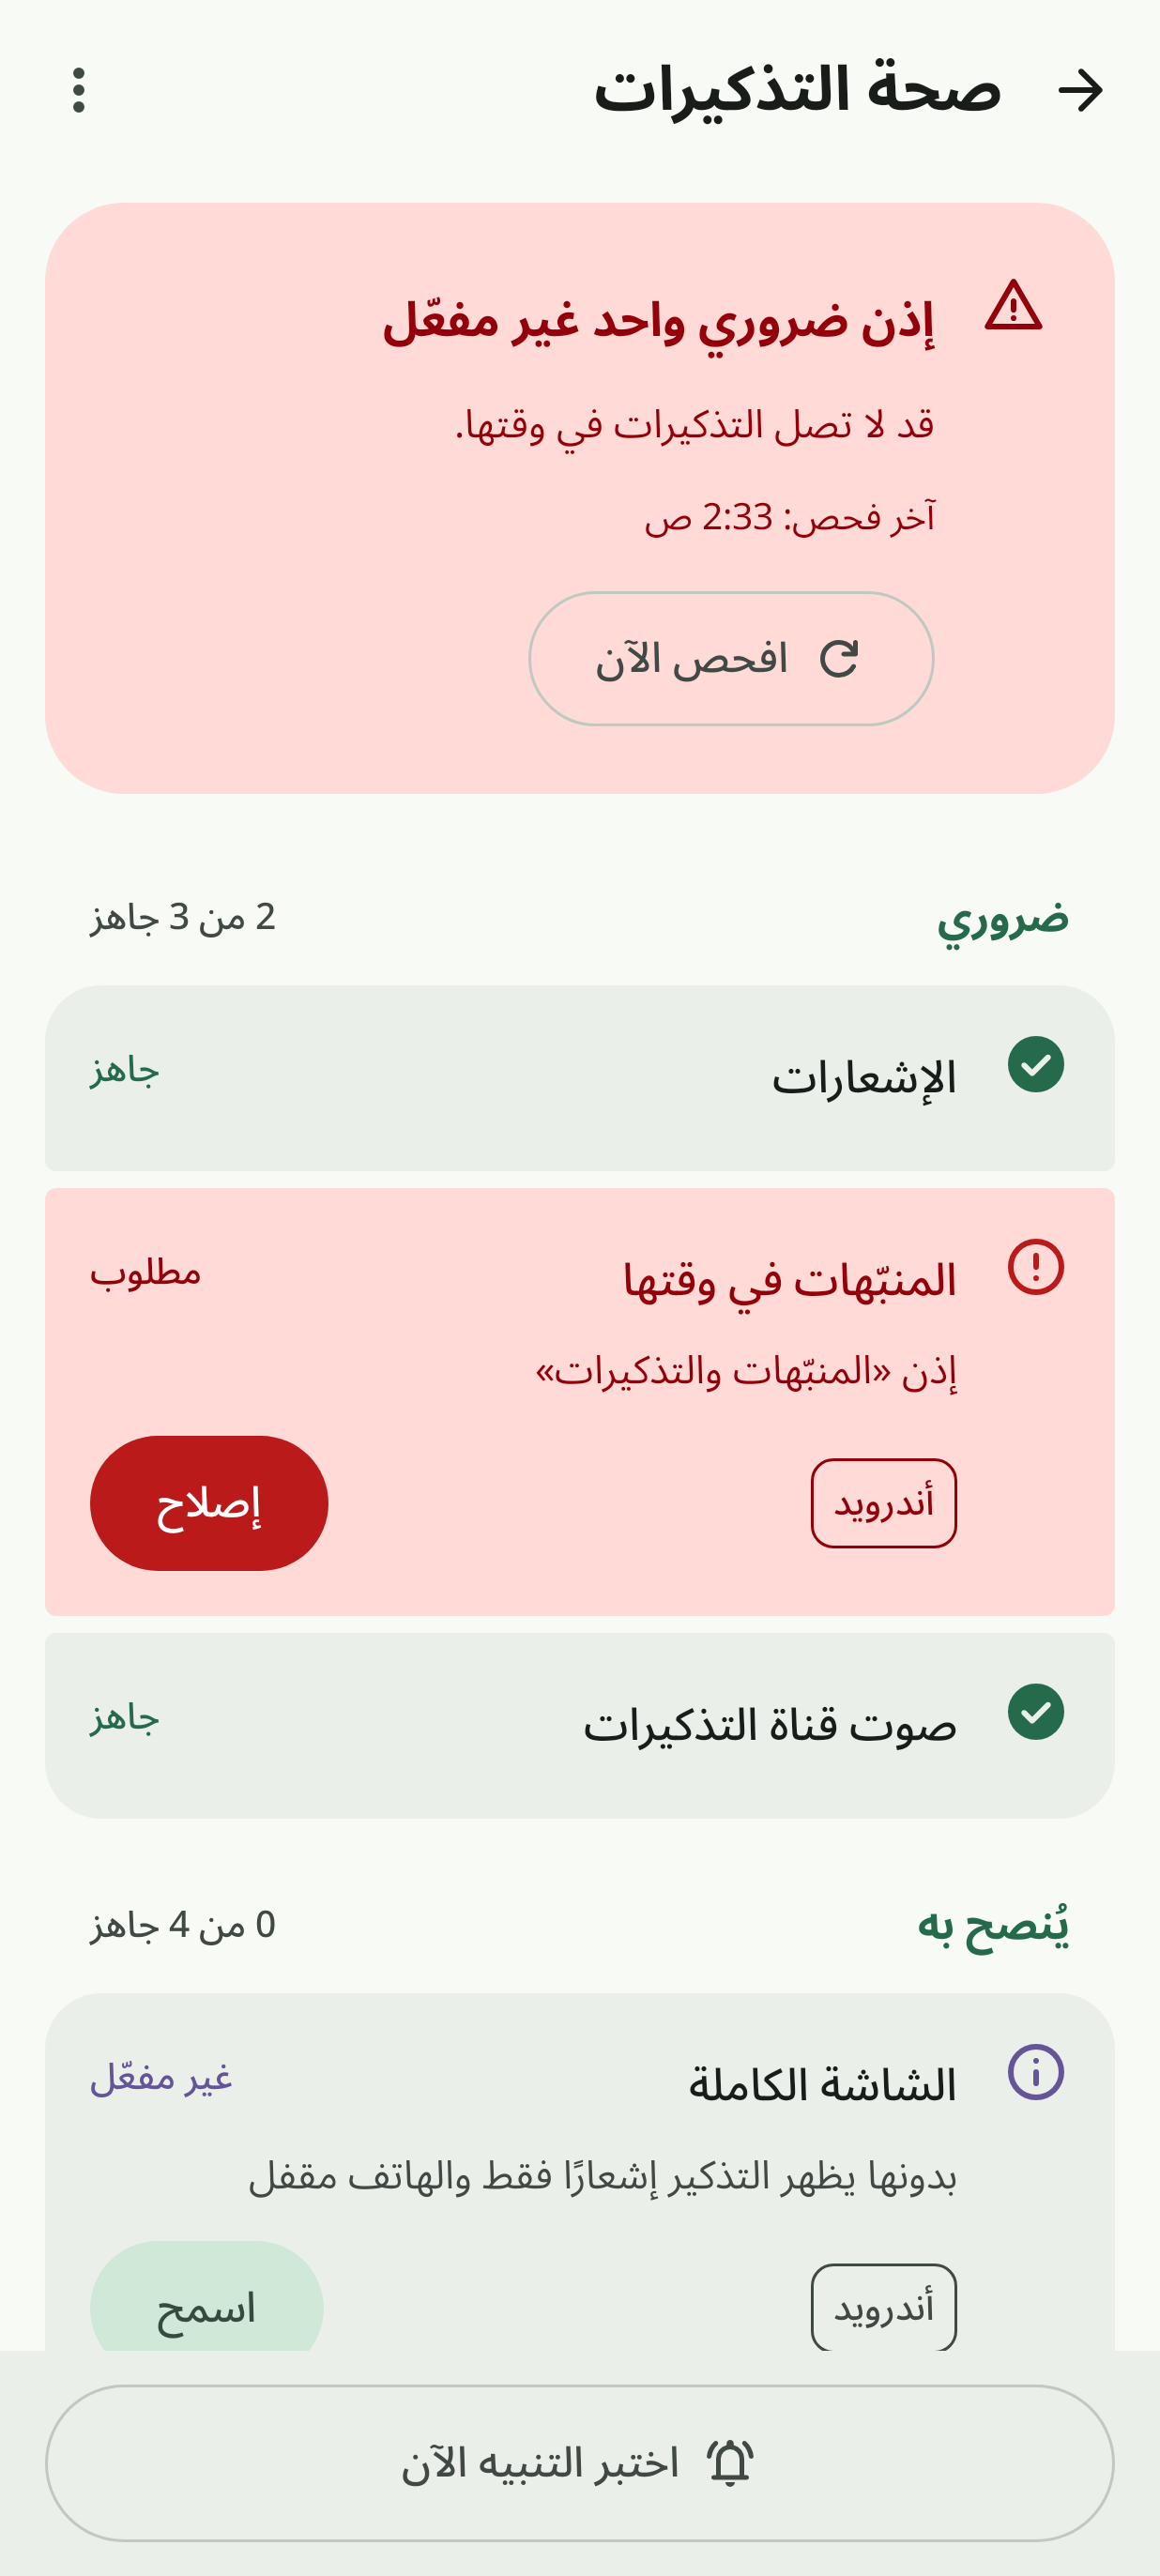 صحة التذكيرات
إذن ضروري واحد غير مفعّل
قد لا تصل التذكيرات في وقتها.
آخر فحص: 2:33 ص
افحص الآن
ضروري
2 من 3 جاهز
الإشعارات
جاهز
المنبّهات في وقتها
مطلوب
إذن «المنبّهات والتذكيرات»
أندرويد
إصلاح
صوت قناة التذكيرات
جاهز
يُنصح به
0 من 4 جاهز
الشاشة الكاملة
غير مفعّل
بدونها يظهر التذكير إشعارًا فقط والهاتف مقفل
أندرويد
اسمح
اختبر التنبيه الآن